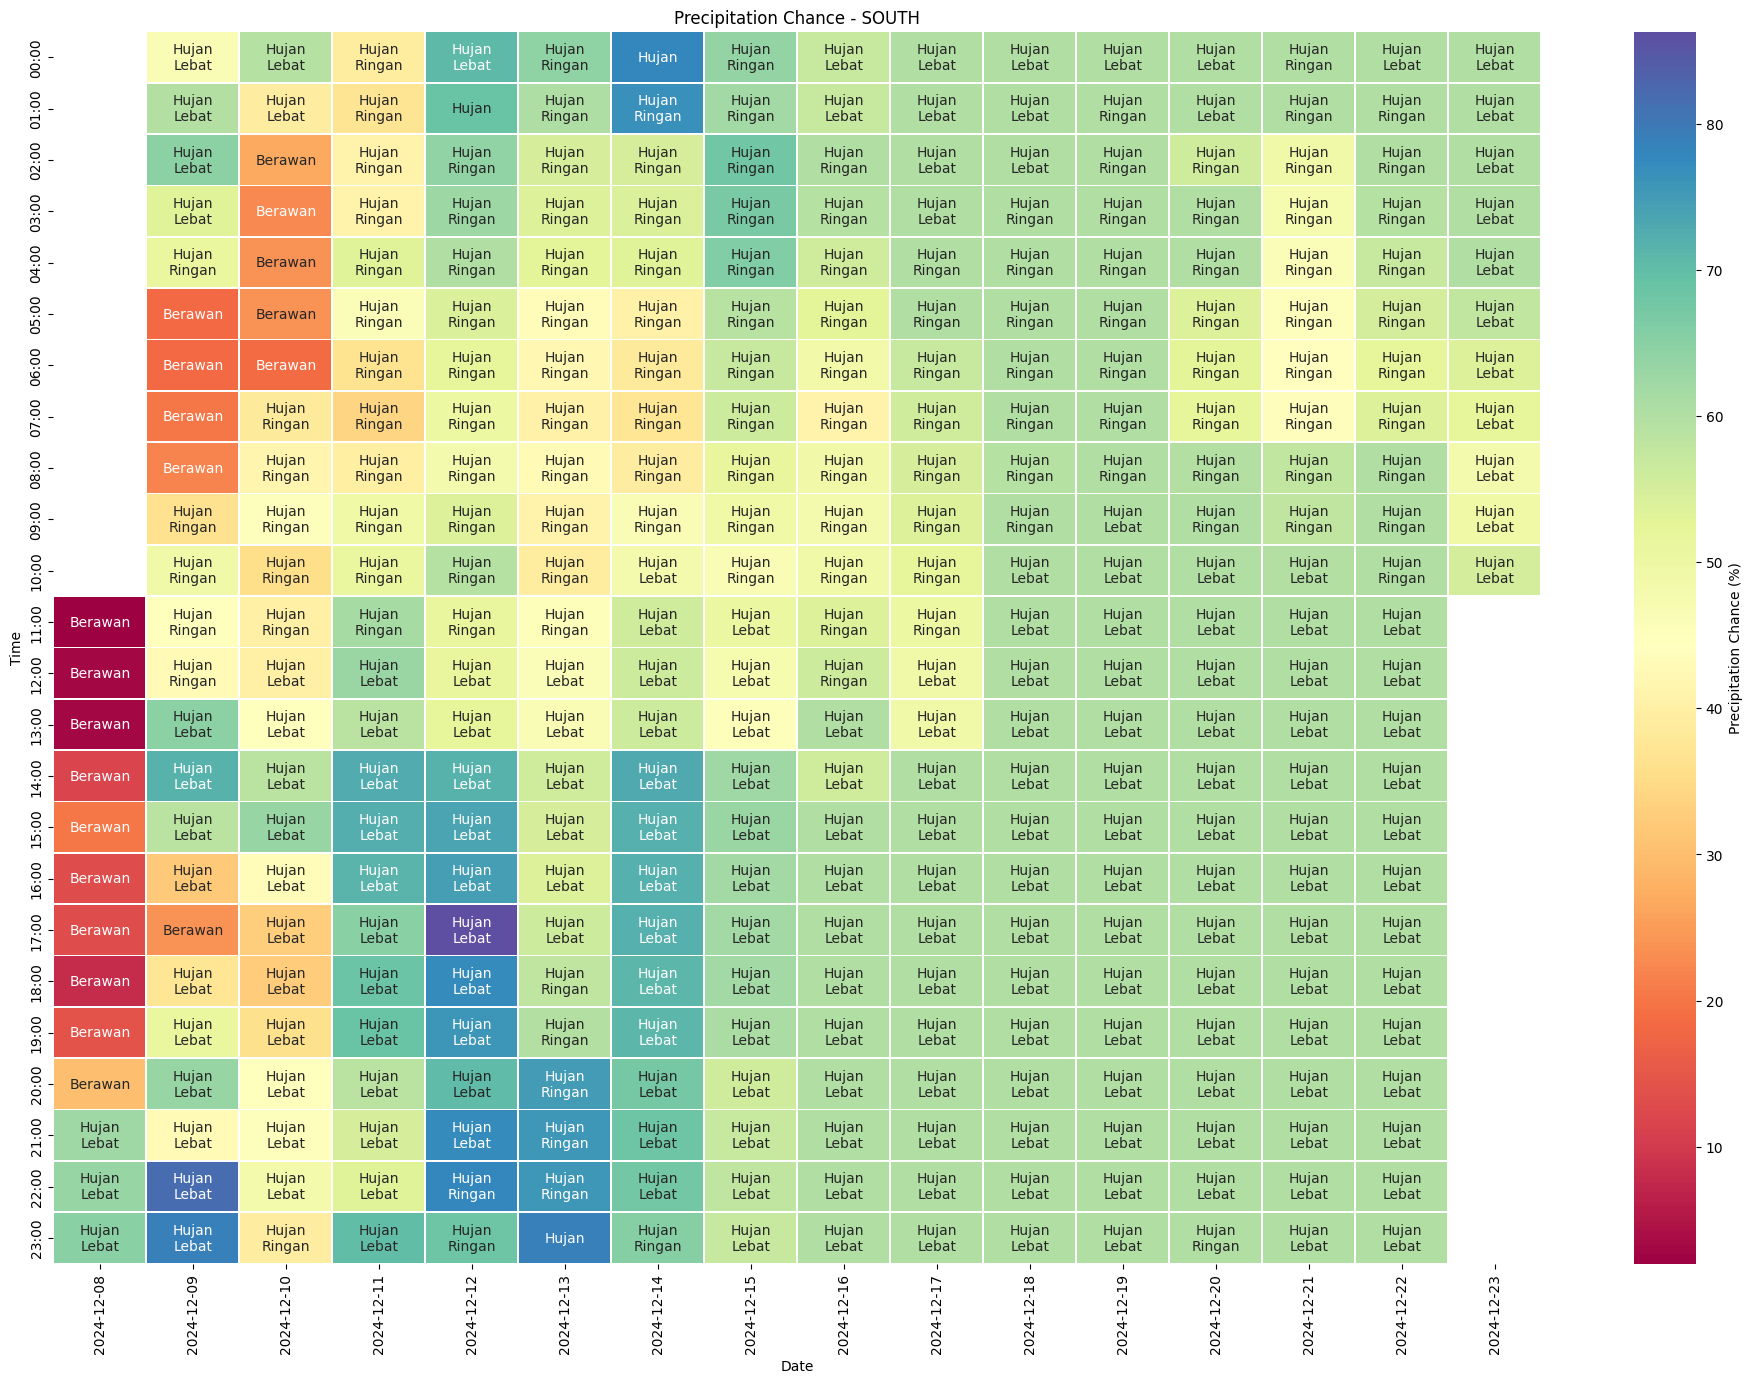 Precipitation Chance - SOUTH
00:00 Hujan Lebat Hujan Lebat Hujan Ringan Hujan Lebat Hujan Ringan Hujan Hujan Ringan Hujan Lebat Hujan Lebat Hujan Lebat Hujan Lebat Hujan Lebat Hujan Ringan Hujan Lebat Hujan Lebat
01:00 Hujan Lebat Hujan Lebat Hujan Ringan Hujan Hujan Ringan Hujan Ringan Hujan Ringan Hujan Lebat Hujan Ringan Hujan Lebat Hujan Ringan Hujan Lebat Hujan Ringan Hujan Ringan Hujan Lebat
02:00 Hujan Lebat Berawan Hujan Ringan Hujan Ringan Hujan Ringan Hujan Ringan Hujan Ringan Hujan Ringan Hujan Lebat Hujan Lebat Hujan Ringan Hujan Ringan Hujan Ringan Hujan Ringan Hujan Lebat
03:00 Hujan Lebat Berawan Hujan Ringan Hujan Ringan Hujan Ringan Hujan Ringan Hujan Ringan Hujan Ringan Hujan Lebat Hujan Ringan Hujan Ringan Hujan Ringan Hujan Ringan Hujan Ringan Hujan Lebat
04:00 Hujan Ringan Berawan Hujan Ringan Hujan Ringan Hujan Ringan Hujan Ringan Hujan Ringan Hujan Ringan Hujan Ringan Hujan Ringan Hujan Ringan Hujan Ringan Hujan Ringan Hujan Ringan Hujan Lebat
05:00 Berawan Berawan Hujan Ringan Hujan Ringan Hujan Ringan Hujan Ringan Hujan Ringan Hujan Ringan Hujan Ringan Hujan Ringan Hujan Ringan Hujan Ringan Hujan Ringan Hujan Ringan Hujan Lebat
06:00 Berawan Berawan Hujan Ringan Hujan Ringan Hujan Ringan Hujan Ringan Hujan Ringan Hujan Ringan Hujan Ringan Hujan Ringan Hujan Ringan Hujan Ringan Hujan Ringan Hujan Ringan Hujan Lebat
07:00 Berawan Hujan Ringan Hujan Ringan Hujan Ringan Hujan Ringan Hujan Ringan Hujan Ringan Hujan Ringan Hujan Ringan Hujan Ringan Hujan Ringan Hujan Ringan Hujan Ringan Hujan Ringan Hujan Lebat
08:00 Berawan Hujan Ringan Hujan Ringan Hujan Ringan Hujan Ringan Hujan Ringan Hujan Ringan Hujan Ringan Hujan Ringan Hujan Ringan Hujan Ringan Hujan Ringan Hujan Ringan Hujan Ringan Hujan Lebat
09:00 Hujan Ringan Hujan Ringan Hujan Ringan Hujan Ringan Hujan Ringan Hujan Ringan Hujan Ringan Hujan Ringan Hujan Ringan Hujan Ringan Hujan Lebat Hujan Ringan Hujan Ringan Hujan Ringan Hujan Lebat
10:00 Hujan Ringan Hujan Ringan Hujan Ringan Hujan Ringan Hujan Ringan Hujan Lebat Hujan Ringan Hujan Ringan Hujan Ringan Hujan Lebat Hujan Lebat Hujan Lebat Hujan Lebat Hujan Ringan Hujan Lebat
11:00 Berawan Hujan Ringan Hujan Ringan Hujan Ringan Hujan Ringan Hujan Ringan Hujan Lebat Hujan Lebat Hujan Ringan Hujan Ringan Hujan Lebat Hujan Lebat Hujan Lebat Hujan Lebat Hujan Lebat
12:00 Berawan Hujan Ringan Hujan Lebat Hujan Lebat Hujan Lebat Hujan Lebat Hujan Lebat Hujan Lebat Hujan Ringan Hujan Lebat Hujan Lebat Hujan Lebat Hujan Lebat Hujan Lebat Hujan Lebat
13:00 Berawan Hujan Lebat Hujan Lebat Hujan Lebat Hujan Lebat Hujan Lebat Hujan Lebat Hujan Lebat Hujan Lebat Hujan Lebat Hujan Lebat Hujan Lebat Hujan Lebat Hujan Lebat Hujan Lebat
14:00 Berawan Hujan Lebat Hujan Lebat Hujan Lebat Hujan Lebat Hujan Lebat Hujan Lebat Hujan Lebat Hujan Lebat Hujan Lebat Hujan Lebat Hujan Lebat Hujan Lebat Hujan Lebat Hujan Lebat
15:00 Berawan Hujan Lebat Hujan Lebat Hujan Lebat Hujan Lebat Hujan Lebat Hujan Lebat Hujan Lebat Hujan Lebat Hujan Lebat Hujan Lebat Hujan Lebat Hujan Lebat Hujan Lebat Hujan Lebat
16:00 Berawan Hujan Lebat Hujan Lebat Hujan Lebat Hujan Lebat Hujan Lebat Hujan Lebat Hujan Lebat Hujan Lebat Hujan Lebat Hujan Lebat Hujan Lebat Hujan Lebat Hujan Lebat Hujan Lebat
17:00 Berawan Berawan Hujan Lebat Hujan Lebat Hujan Lebat Hujan Lebat Hujan Lebat Hujan Lebat Hujan Lebat Hujan Lebat Hujan Lebat Hujan Lebat Hujan Lebat Hujan Lebat Hujan Lebat
18:00 Berawan Hujan Lebat Hujan Lebat Hujan Lebat Hujan Lebat Hujan Ringan Hujan Lebat Hujan Lebat Hujan Lebat Hujan Lebat Hujan Lebat Hujan Lebat Hujan Lebat Hujan Lebat Hujan Lebat
19:00 Berawan Hujan Lebat Hujan Lebat Hujan Lebat Hujan Lebat Hujan Ringan Hujan Lebat Hujan Lebat Hujan Lebat Hujan Lebat Hujan Lebat Hujan Lebat Hujan Lebat Hujan Lebat Hujan Lebat
20:00 Berawan Hujan Lebat Hujan Lebat Hujan Lebat Hujan Lebat Hujan Ringan Hujan Lebat Hujan Lebat Hujan Lebat Hujan Lebat Hujan Lebat Hujan Lebat Hujan Lebat Hujan Lebat Hujan Lebat
21:00 Hujan Lebat Hujan Lebat Hujan Lebat Hujan Lebat Hujan Lebat Hujan Ringan Hujan Lebat Hujan Lebat Hujan Lebat Hujan Lebat Hujan Lebat Hujan Lebat Hujan Lebat Hujan Lebat Hujan Lebat
22:00 Hujan Lebat Hujan Lebat Hujan Lebat Hujan Lebat Hujan Ringan Hujan Ringan Hujan Lebat Hujan Lebat Hujan Lebat Hujan Lebat Hujan Lebat Hujan Lebat Hujan Lebat Hujan Lebat Hujan Lebat
23:00 Hujan Lebat Hujan Lebat Hujan Ringan Hujan Lebat Hujan Ringan Hujan Hujan Ringan Hujan Lebat Hujan Lebat Hujan Lebat Hujan Lebat Hujan Lebat Hujan Ringan Hujan Lebat Hujan Lebat
Time
2024-12-08 2024-12-09 2024-12-10 2024-12-11 2024-12-12 2024-12-13 2024-12-14 2024-12-15 2024-12-16 2024-12-17 2024-12-18 2024-12-19 2024-12-20 2024-12-21 2024-12-22 2024-12-23
Date
80
70
60
50
40
30
20
10
Precipitation Chance (%)